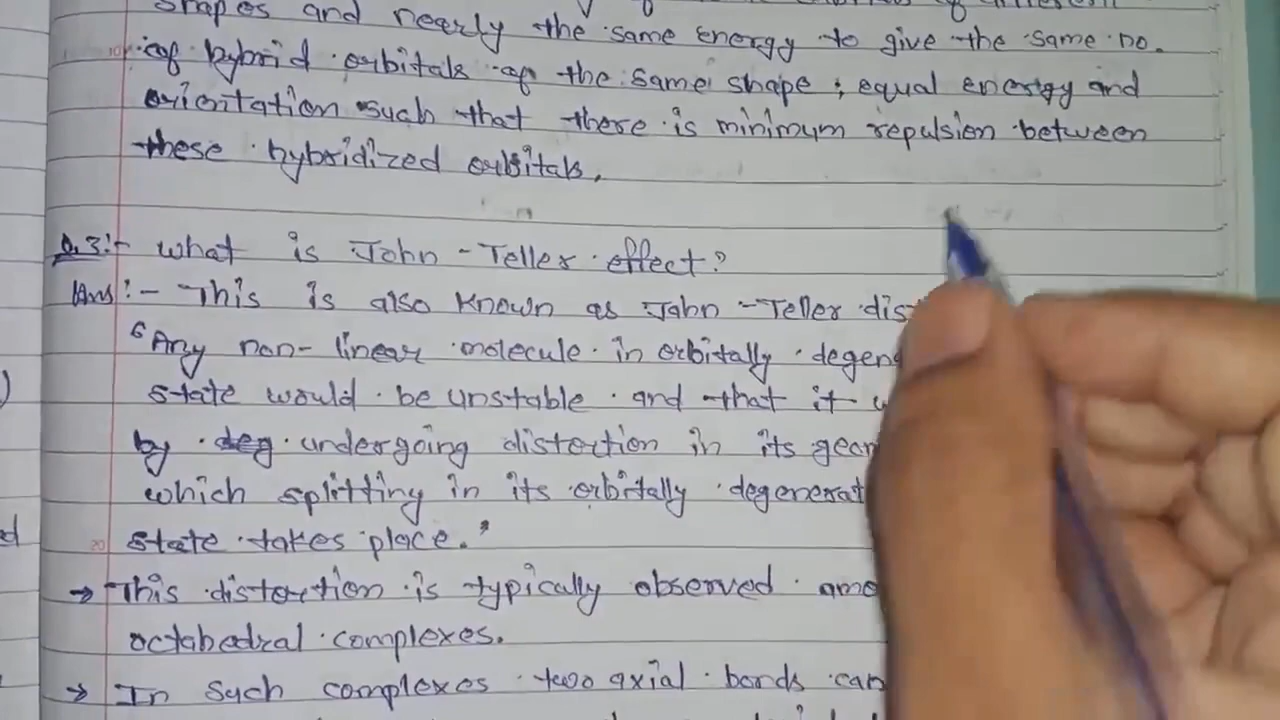 shapes and nearly the same energy to give the same no.
of hybrid orbitals of the same shape, equal energy and
orientation such that there is minimum repulsion between
these hybridized orbitals.
Q.3:- What is John-Teller effect?
Ans:- This is also known as John-Teller dis
"Any non-linear molecule in orbitally degen
state would be unstable and that it
by deg undergoing distortion in its geom
which splitting in its orbitally degenerat
20 state takes place."
→ This distortion is typically observed amo
octahedral complexes.
→ In such complexes two axial bonds can